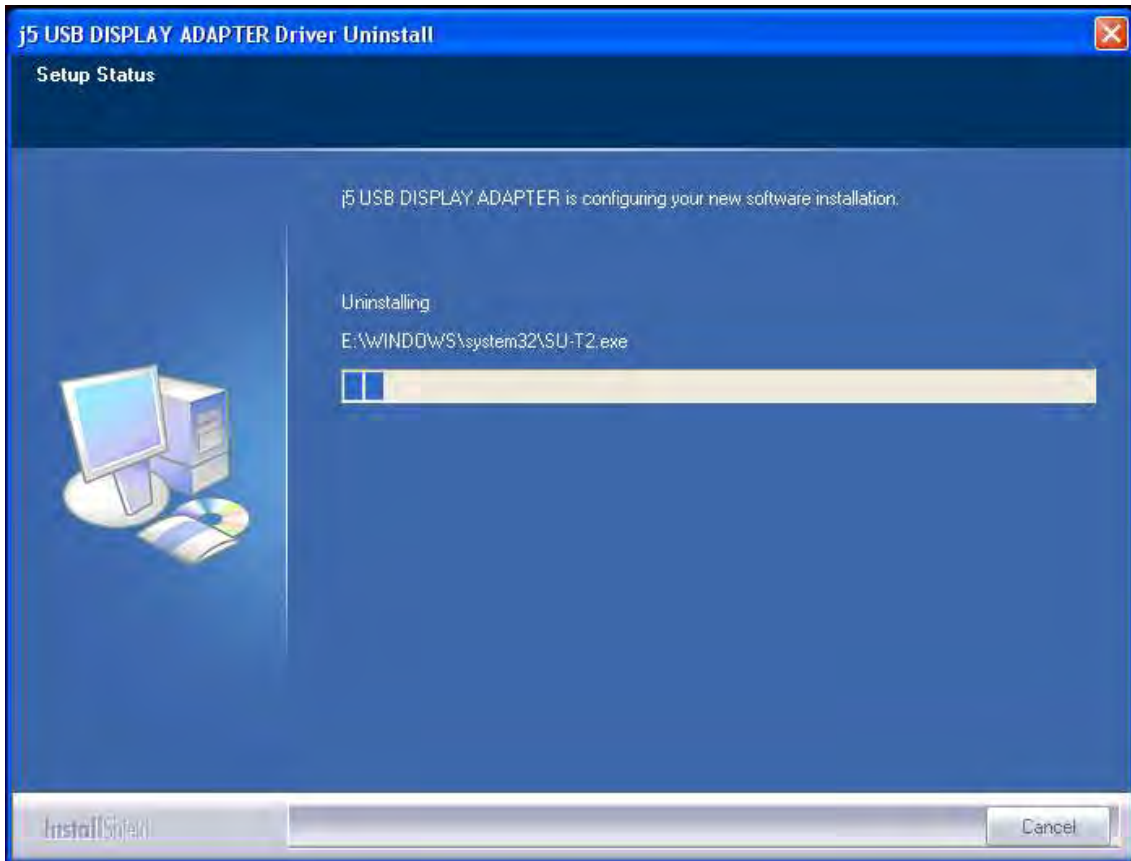 j5 USB DISPLAY ADAPTER Driver Uninstall
Setup Status
j5 USB DISPLAY ADAPTER is configuring your new software installation.
Uninstalling
E:\WINDOWS\system32\SU-T2.exe
InstallShield
Cancel